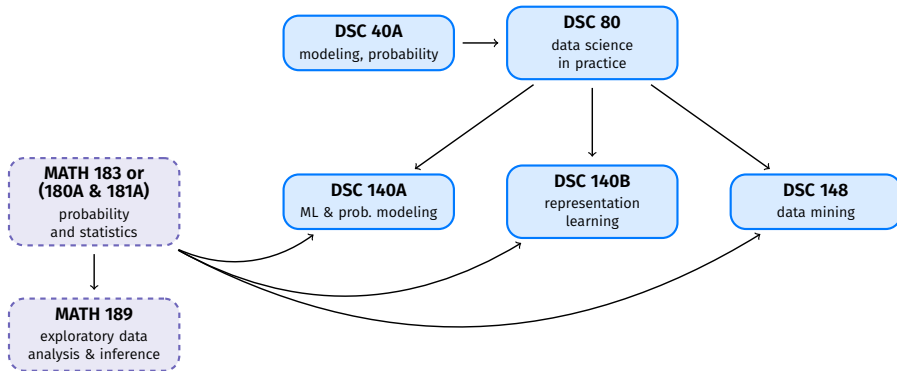 DSC 40A
modeling, probability
DSC 80
data science
in practice
MATH 183 or
(180A & 181A)
probability
and statistics
DSC 140A
ML & prob. modeling
DSC 140B
representation
learning
DSC 148
data mining
MATH 189
exploratory data
analysis & inference